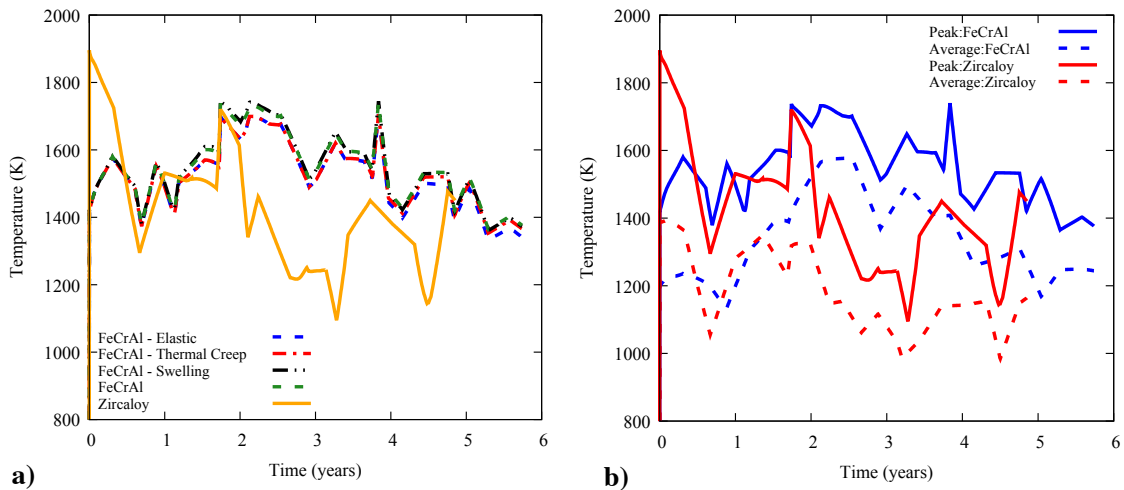 2000
1800
1600
1400
1200
1000
800
Temperature (K)
0 1 2 3 4 5 6
Time (years)
FeCrAl - Elastic
FeCrAl - Thermal Creep
FeCrAl - Swelling
FeCrAl
Zircaloy
a)
2000
1800
1600
1400
1200
1000
800
Temperature (K)
0 1 2 3 4 5 6
Time (years)
Peak:FeCrAl
Average:FeCrAl
Peak:Zircaloy
Average:Zircaloy
b)